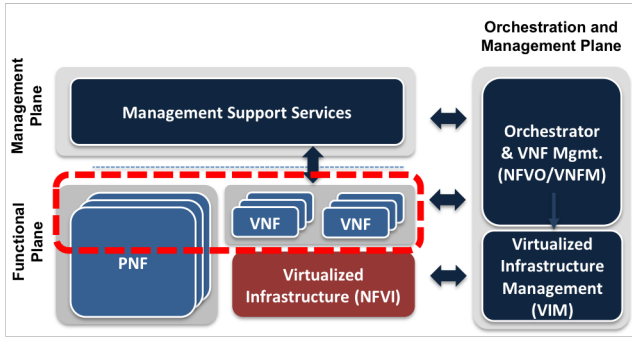 Orchestration and
Management Plane
Management
Plane
Management Support Services
Orchestrator
& VNF Mgmt.
(NFVO/VNFM)
Functional
Plane
VNF
VNF
PNF
Virtualized
Infrastructure (NFVI)
Virtualized
Infrastructure
Management
(VIM)